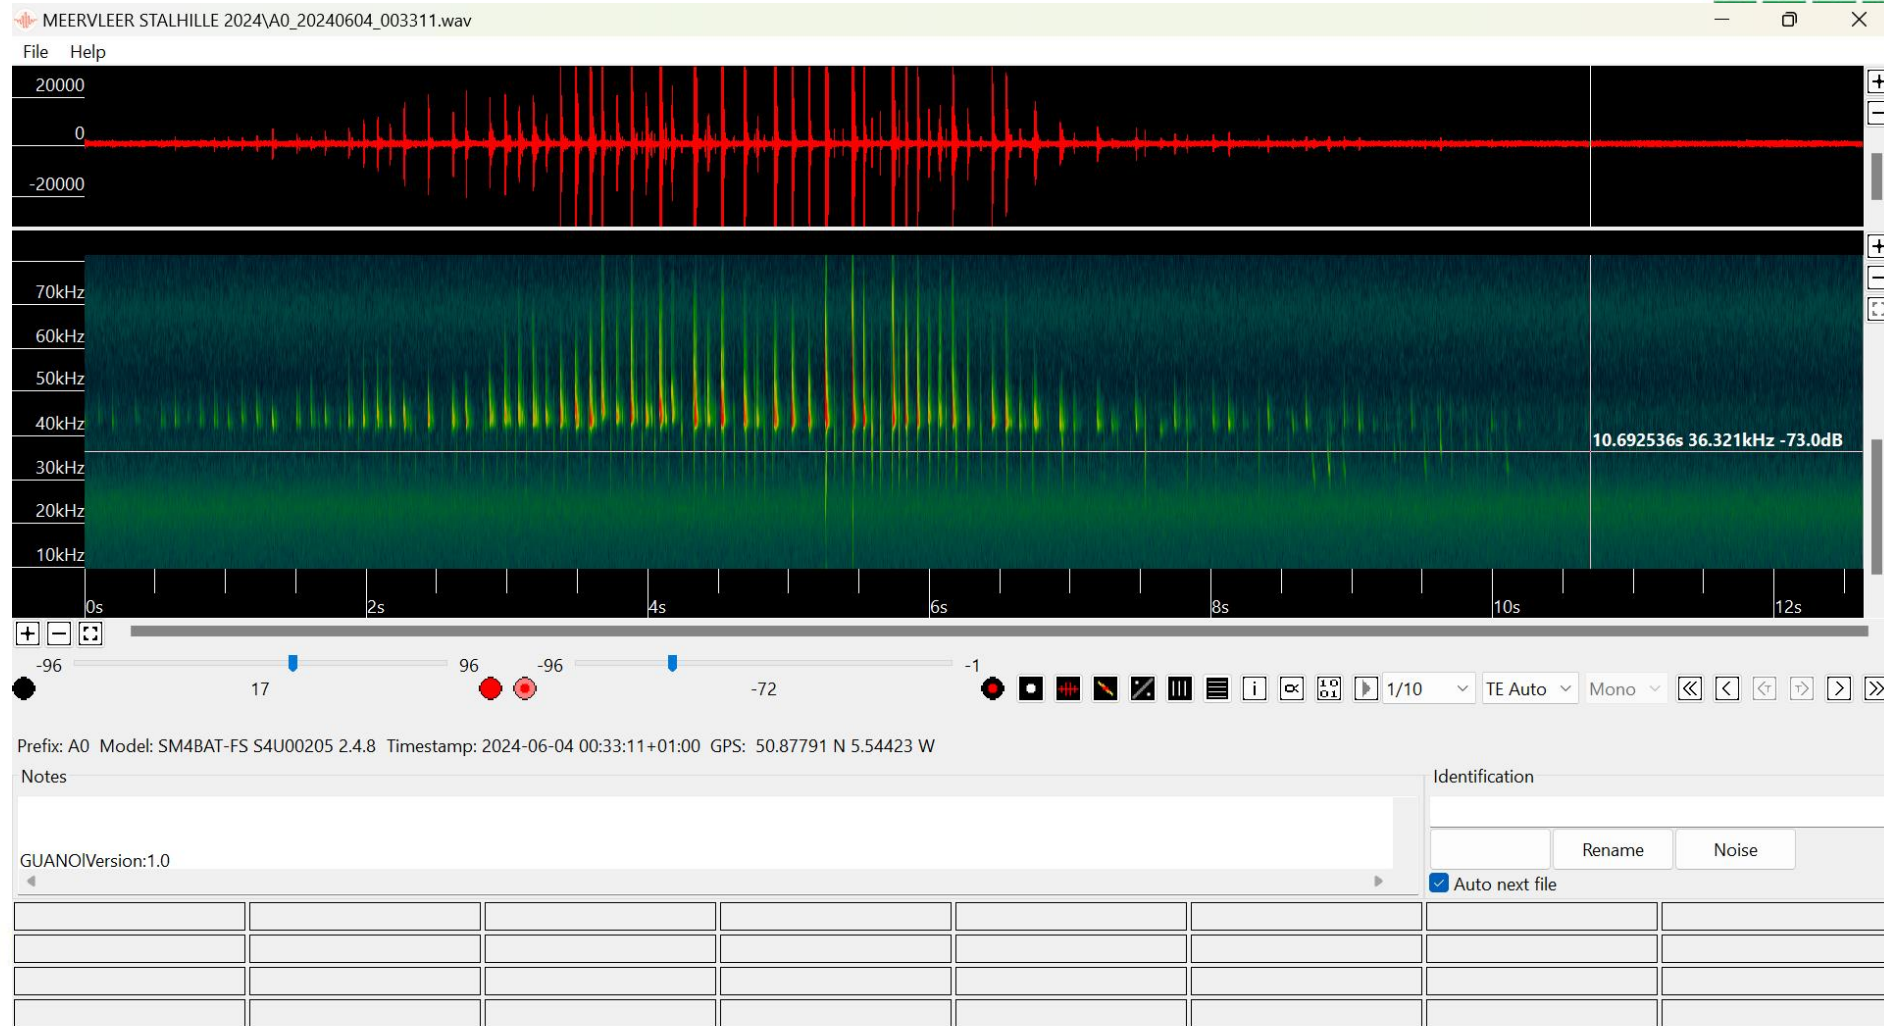 MEERVLEER STALHILLE 2024\A0_20240604_003311.wav
File Help
20000
0
-20000
70kHz
60kHz
50kHz
40kHz
10.692536s 36.321kHz -73.0dB
30kHz
20kHz
10kHz
0s 2s 4s 6s 8s 10s 12s
-96 96 -96 -1
17 -72 1/10 TE Auto Mono
Prefix: A0 Model: SM4BAT-FS S4U00205 2.4.8 Timestamp: 2024-06-04 00:33:11+01:00 GPS: 50.87791 N 5.54423 W
Notes Identification
GUANO|Version:1.0
Rename Noise
Auto next file